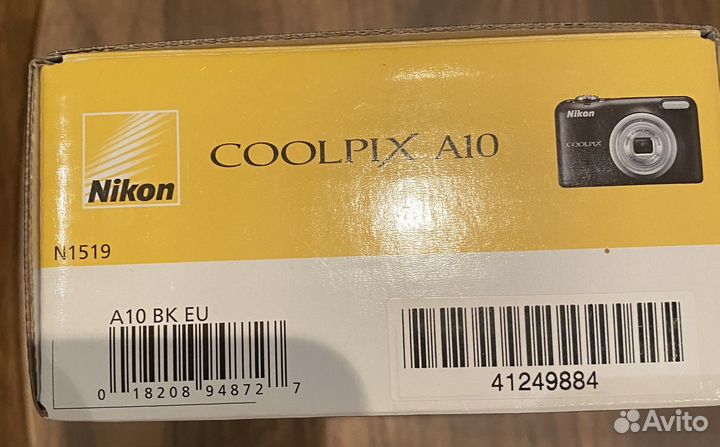 Nikon
COOLPIX A10
Nikon
COOLPIX
N1519
A10 BK EU
0 18208 94872 7
41249884
Avito